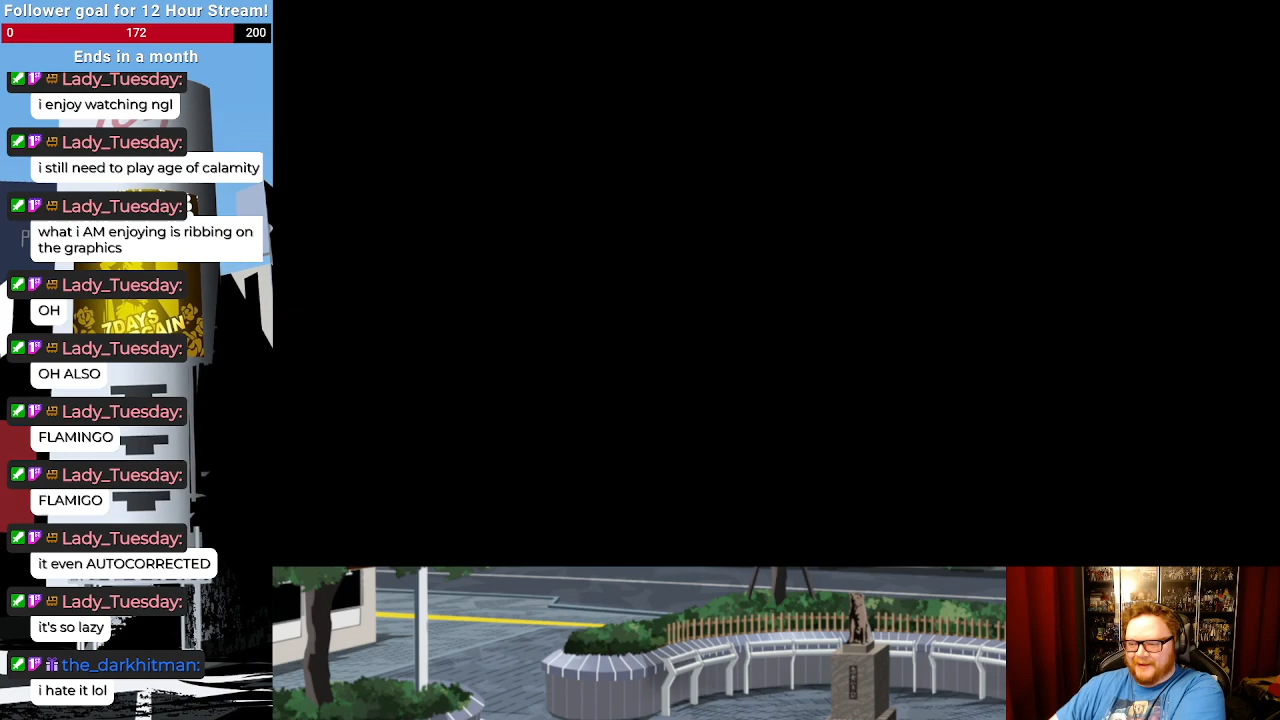 Follower goal for 12 Hour Stream!
0 172 200
Ends in a month
Lady_Tuesday:
i enjoy watching ngl
Lady_Tuesday:
i still need to play age of calamity
Lady_Tuesday:
what i AM enjoying is ribbing on
the graphics
Lady_Tuesday:
OH
7DAYS
Lady_Tuesday:
OH ALSO
Lady_Tuesday:
FLAMINGO
Lady_Tuesday:
FLAMIGO
Lady_Tuesday:
it even AUTOCORRECTED
Lady_Tuesday:
it's so lazy
the_darkhitman:
i hate it lol